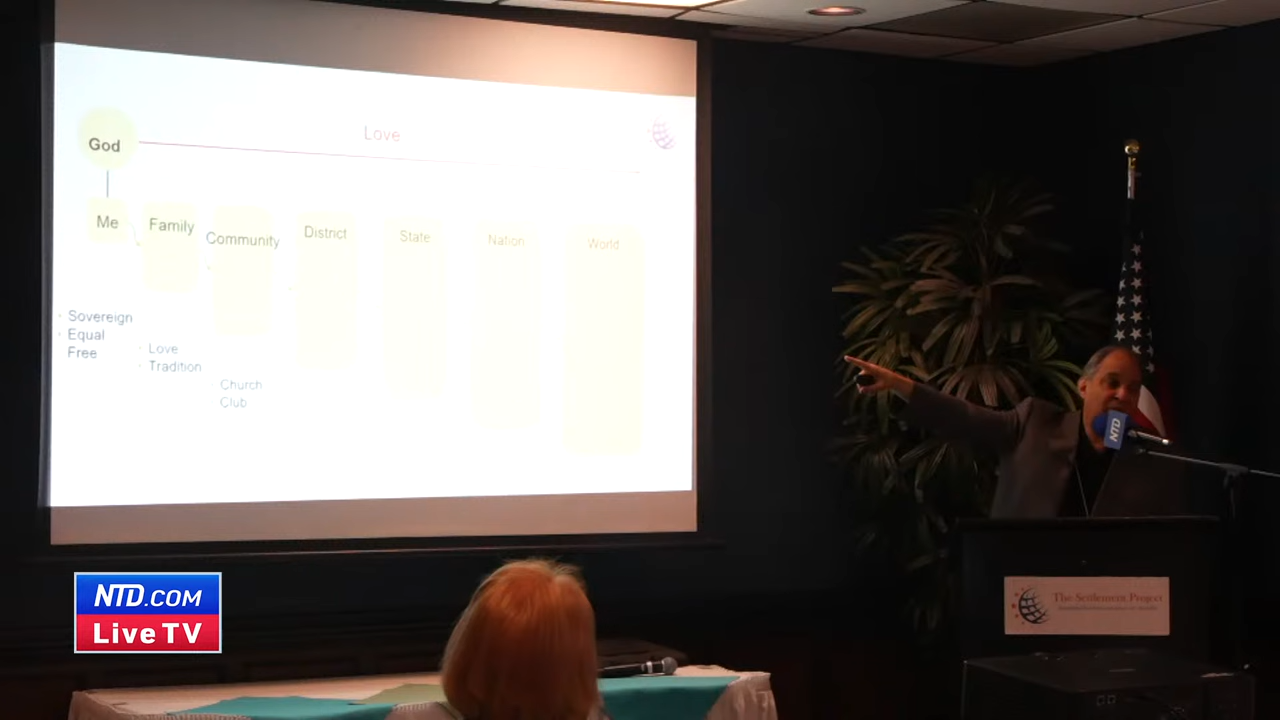 Love
God
Me
Family
Community
District
State
Nation
World
· Sovereign
· Equal
Free
· Love
· Tradition
· Church
Club
NTD
The Settlement Project
NTD.COM
Live TV